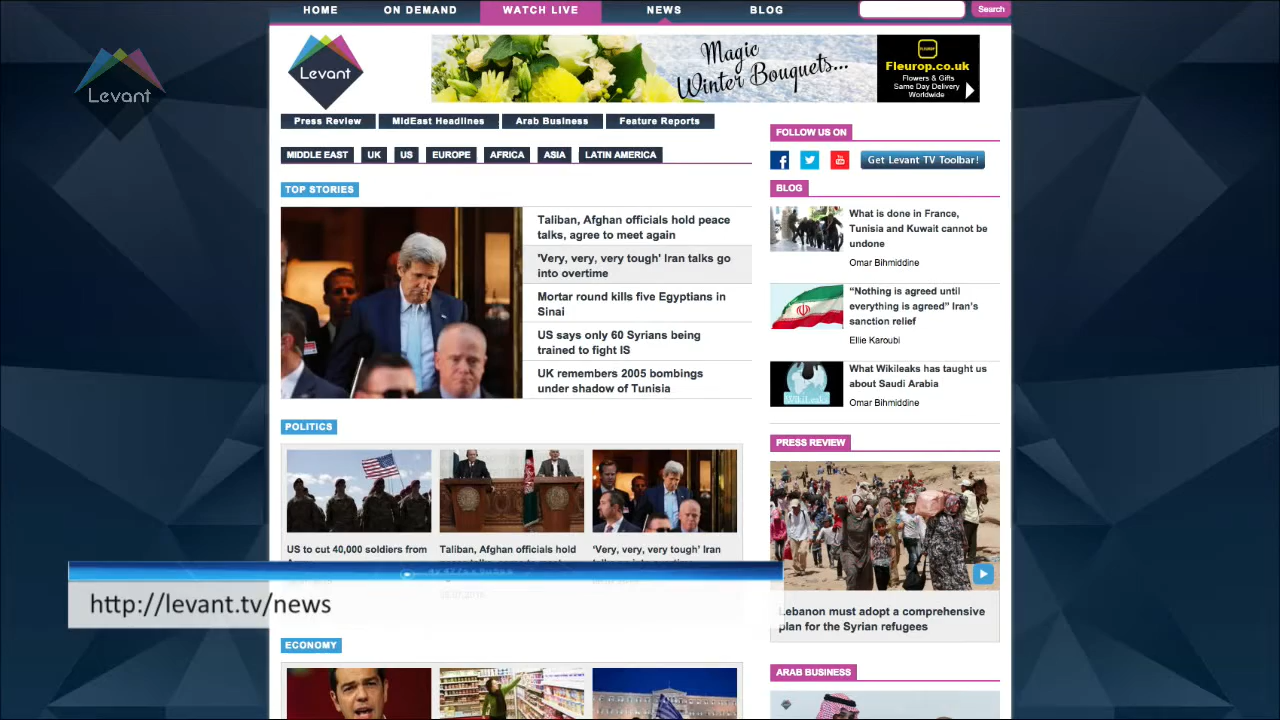 HOME ON DEMAND WATCH LIVE NEWS BLOG Search
Levant
Levant
Magic
Winter Bouquets...
FLEUROP
Fleurop.co.uk
Flowers & Gifts
Same Day Delivery
Worldwide
Press Review MidEast Headlines Arab Business Feature Reports
MIDDLE EAST UK US EUROPE AFRICA ASIA LATIN AMERICA
TOP STORIES
Taliban, Afghan officials hold peace
talks, agree to meet again
'Very, very, very tough' Iran talks go
into overtime
Mortar round kills five Egyptians in
Sinai
US says only 60 Syrians being
trained to fight IS
UK remembers 2005 bombings
under shadow of Tunisia
FOLLOW US ON
Get Levant TV Toolbar!
BLOG
What is done in France,
Tunisia and Kuwait cannot be
undone
Omar Bihmiddine
“Nothing is agreed until
everything is agreed” Iran’s
sanction relief
Ellie Karoubi
What Wikileaks has taught us
about Saudi Arabia
Omar Bihmiddine
WikiLeaks
POLITICS
US to cut 40,000 soldiers from
Taliban, Afghan officials hold
‘Very, very, very tough’ Iran
http://levant.tv/news
PRESS REVIEW
Lebanon must adopt a comprehensive
plan for the Syrian refugees
ECONOMY
ARAB BUSINESS